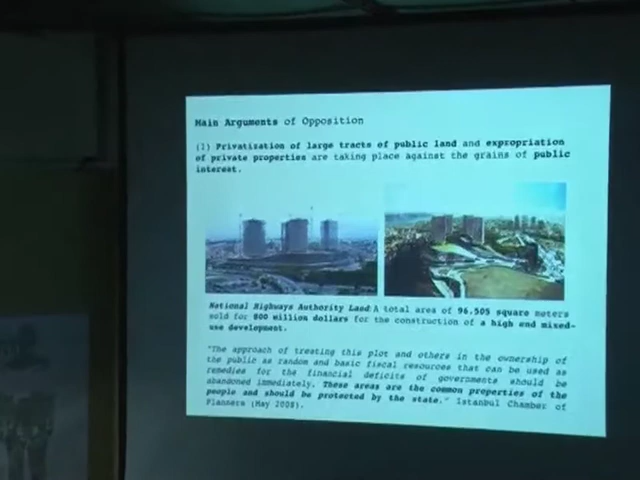 Main Arguments of Opposition
(1) Privatization of large tracts of public land and expropriation
of private properties are taking place against the grains of public
interest.
National Highways Authority Land A total area of 96.505 square meters
sold for 800 million dollars for the construction of a high end mixed-
use development.
"The approach of treating this plot and others in the ownership of
the public as random and basic fiscal resources that can be used as
remedies for the financial deficits of governments should be
abandoned immediately. These areas are the common properties of the
people and should be protected by the state." Istanbul Chamber of
Planners (May 2008).